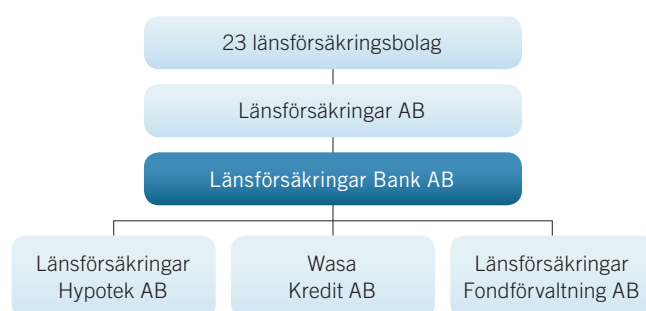 23 länsförsäkringsbolag
Länsförsäkringar AB
Länsförsäkringar Bank AB
Länsförsäkringar
Hypotek AB
Wasa
Kredit AB
Länsförsäkringar
Fondförvaltning AB